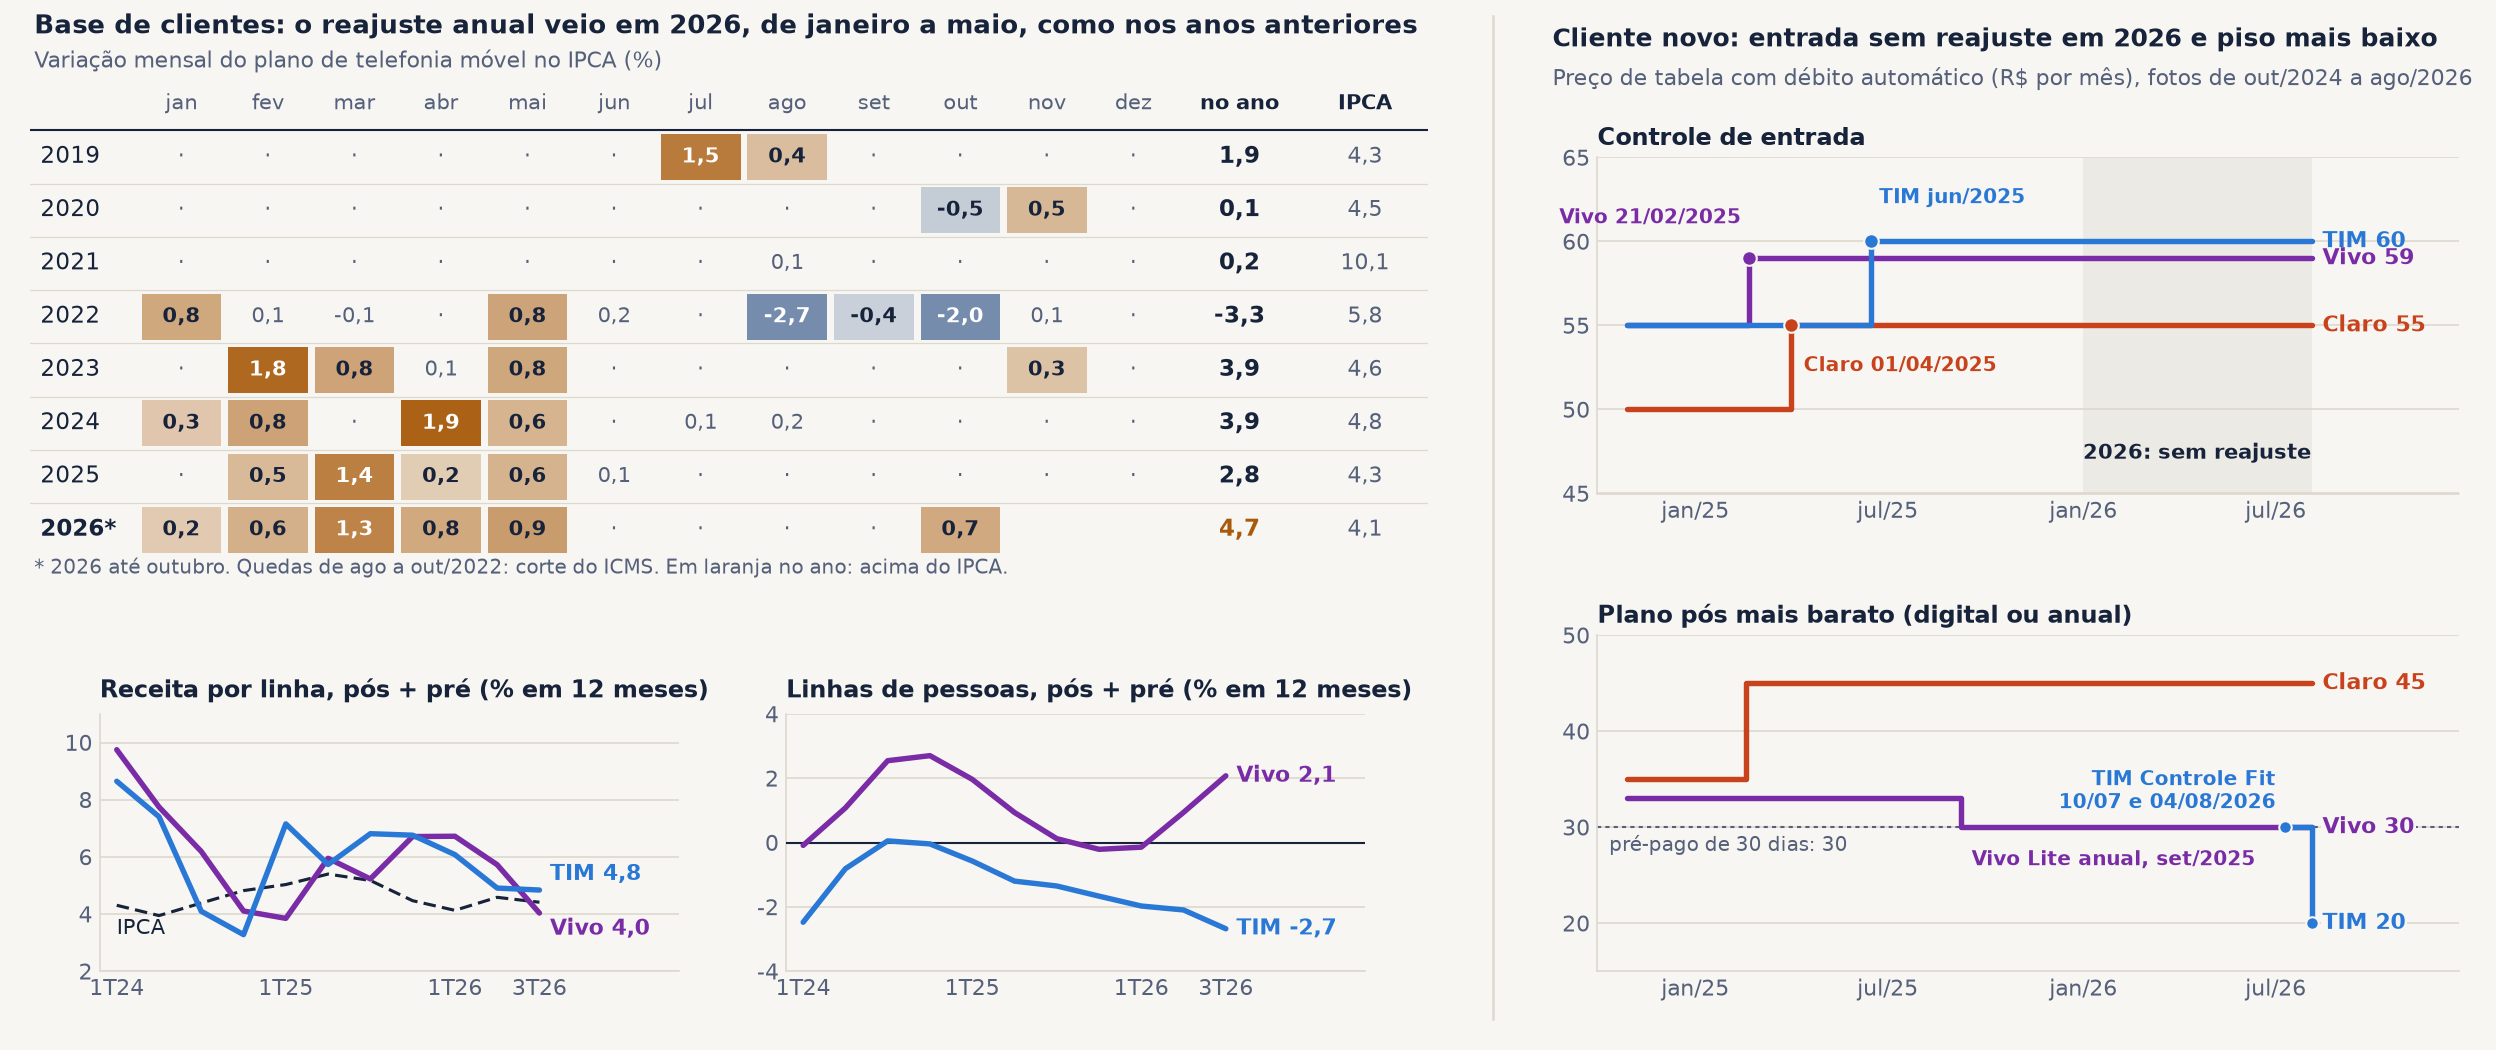 Base de clientes: o reajuste anual veio em 2026, de janeiro a maio, como nos anos anteriores
Variação mensal do plano de telefonia móvel no IPCA (%)
jan fev mar abr mai jun jul ago set out nov dez no ano IPCA
2019 · · · · · · 1,5 0,4 · · · · 1,9 4,3
2020 · · · · · · · · · -0,5 0,5 · 0,1 4,5
2021 · · · · · · · 0,1 · · · · 0,2 10,1
2022 0,8 0,1 -0,1 · 0,8 0,2 · -2,7 -0,4 -2,0 0,1 · -3,3 5,8
2023 · 1,8 0,8 0,1 0,8 · · · · · 0,3 · 3,9 4,6
2024 0,3 0,8 · 1,9 0,6 · 0,1 0,2 · · · · 3,9 4,8
2025 · 0,5 1,4 0,2 0,6 0,1 · · · · · · 2,8 4,3
2026* 0,2 0,6 1,3 0,8 0,9 · · · · 0,7 4,7 4,1
* 2026 até outubro. Quedas de ago a out/2022: corte do ICMS. Em laranja no ano: acima do IPCA.
Receita por linha, pós + pré (% em 12 meses)
10
8
6
4
2
IPCA
TIM 4,8
Vivo 4,0
1T24 1T25 1T26 3T26
Linhas de pessoas, pós + pré (% em 12 meses)
4
2
0
-2
-4
Vivo 2,1
TIM -2,7
1T24 1T25 1T26 3T26
Cliente novo: entrada sem reajuste em 2026 e piso mais baixo
Preço de tabela com débito automático (R$ por mês), fotos de out/2024 a ago/2026
Controle de entrada
65
60
55
50
45
TIM jun/2025
Vivo 21/02/2025
TIM 60
Vivo 59
Claro 55
Claro 01/04/2025
2026: sem reajuste
jan/25 jul/25 jan/26 jul/26
Plano pós mais barato (digital ou anual)
50
40
30
20
Claro 45
TIM Controle Fit
10/07 e 04/08/2026
Vivo 30
pré-pago de 30 dias: 30
Vivo Lite anual, set/2025
TIM 20
jan/25 jul/25 jan/26 jul/26